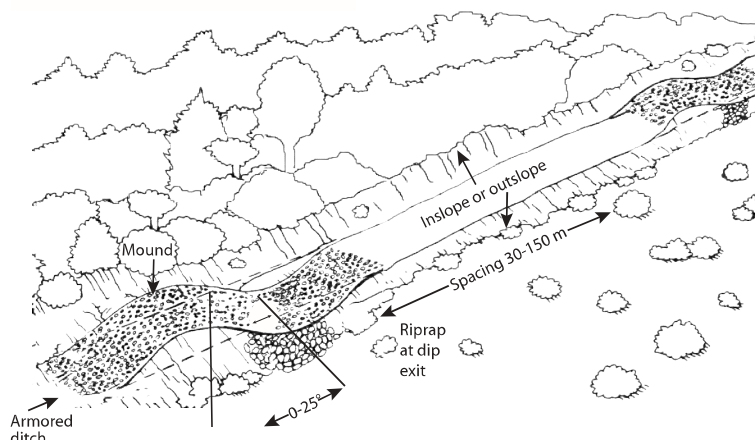 Mound
Inslope or outslope
Spacing 30-150 m
Riprap
at dip
exit
0-25°
Armored
ditch